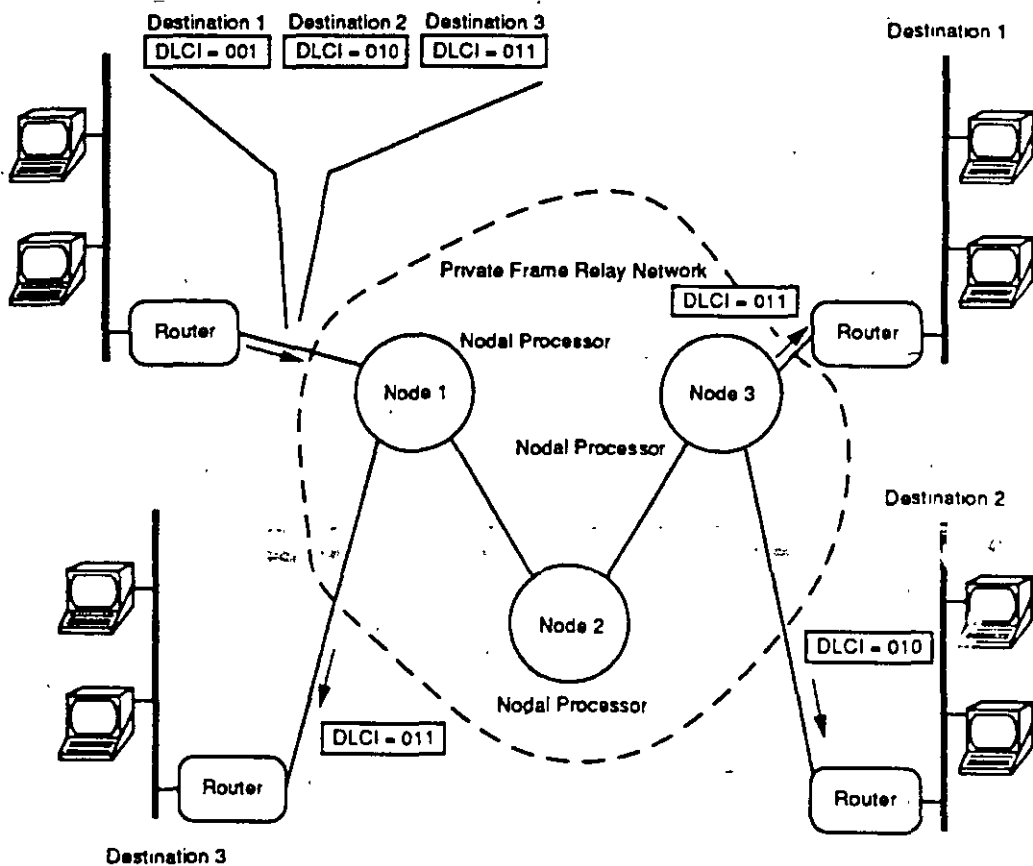 Destination 1
Destination 2
Destination 3
DLCI = 001
DLCI = 010
DLCI = 011
Destination 1
Private Frame Relay Network
DLCI = 011
Router
Nodal Processor
Router
Node 1
Node 3
Nodal Processor
Destination 2
Node 2
DLCI = 010
Nodal Processor
DLCI = 011
Router
Router
Destination 3